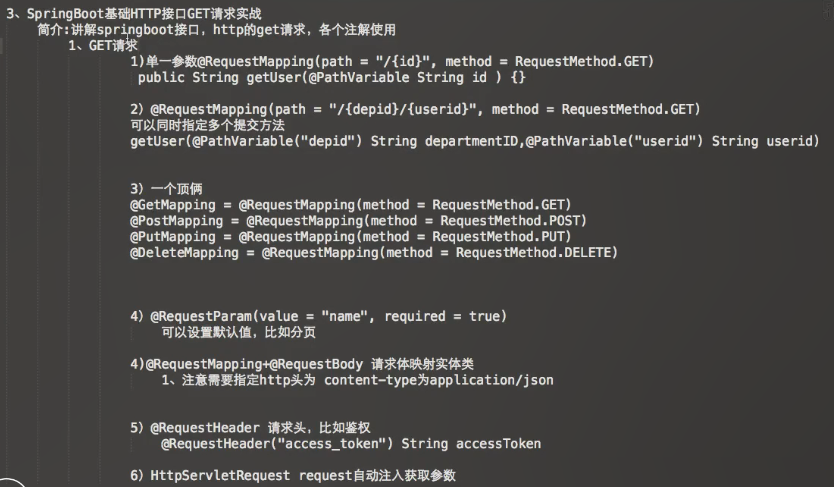 3、SpringBoot基础HTTP接口GET请求实战
简介:讲解springboot接口，http的get请求，各个注解使用
1、GET请求
1)单一参数@RequestMapping(path = "/{id}", method = RequestMethod.GET)
public String getUser(@PathVariable String id ) {}
2）@RequestMapping(path = "/{depid}/{userid}", method = RequestMethod.GET)
可以同时指定多个提交方法
getUser(@PathVariable("depid") String departmentID,@PathVariable("userid") String userid)
3）一个顶俩
@GetMapping = @RequestMapping(method = RequestMethod.GET)
@PostMapping = @RequestMapping(method = RequestMethod.POST)
@PutMapping = @RequestMapping(method = RequestMethod.PUT)
@DeleteMapping = @RequestMapping(method = RequestMethod.DELETE)
4）@RequestParam(value = "name", required = true)
可以设置默认值，比如分页
4)@RequestMapping+@RequestBody 请求体映射实体类
1、注意需要指定http头为 content-type为application/json
5）@RequestHeader 请求头，比如鉴权
@RequestHeader("access_token") String accessToken
6）HttpServletRequest request自动注入获取参数